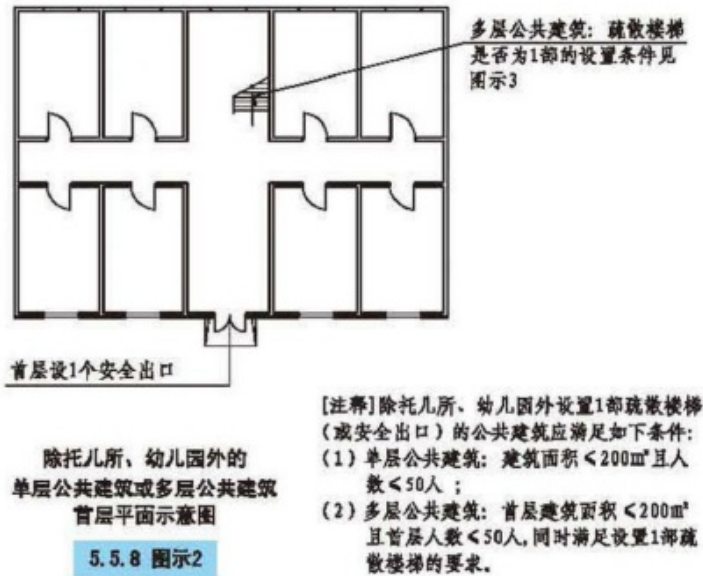 多层公共建筑：疏散楼梯
是否为1部的设置条件见
图示3
首层设1个安全出口
除托儿所、幼儿园外的
单层公共建筑或多层公共建筑
首层平面示意图
5.5.8 图示2
[注释]除托儿所、幼儿园外设置1部疏散楼梯
（或安全出口）的公共建筑应满足如下条件：
（1）单层公共建筑：建筑面积≤200m²且人
数≤50人；
（2）多层公共建筑：首层建筑面积≤200m²
且首层人数≤50人,同时满足设置1部疏
散楼梯的要求。